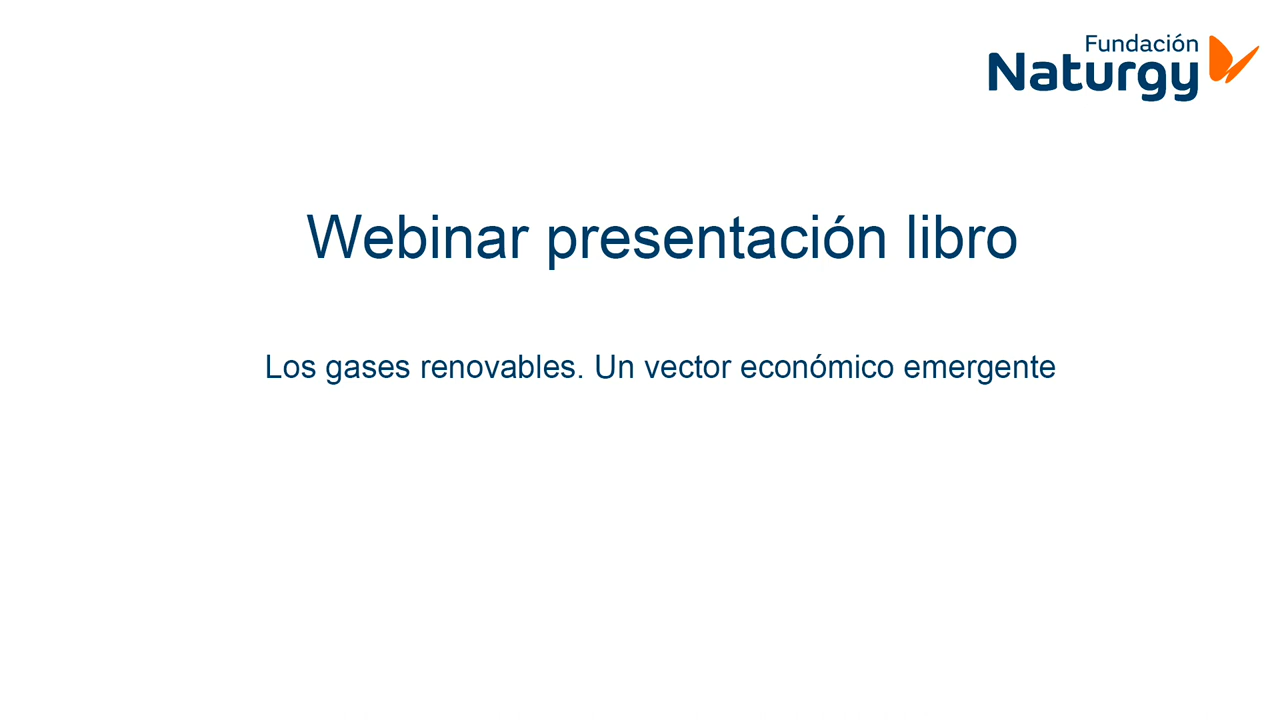 Fundación
Naturgy
Webinar presentación libro
Los gases renovables. Un vector económico emergente